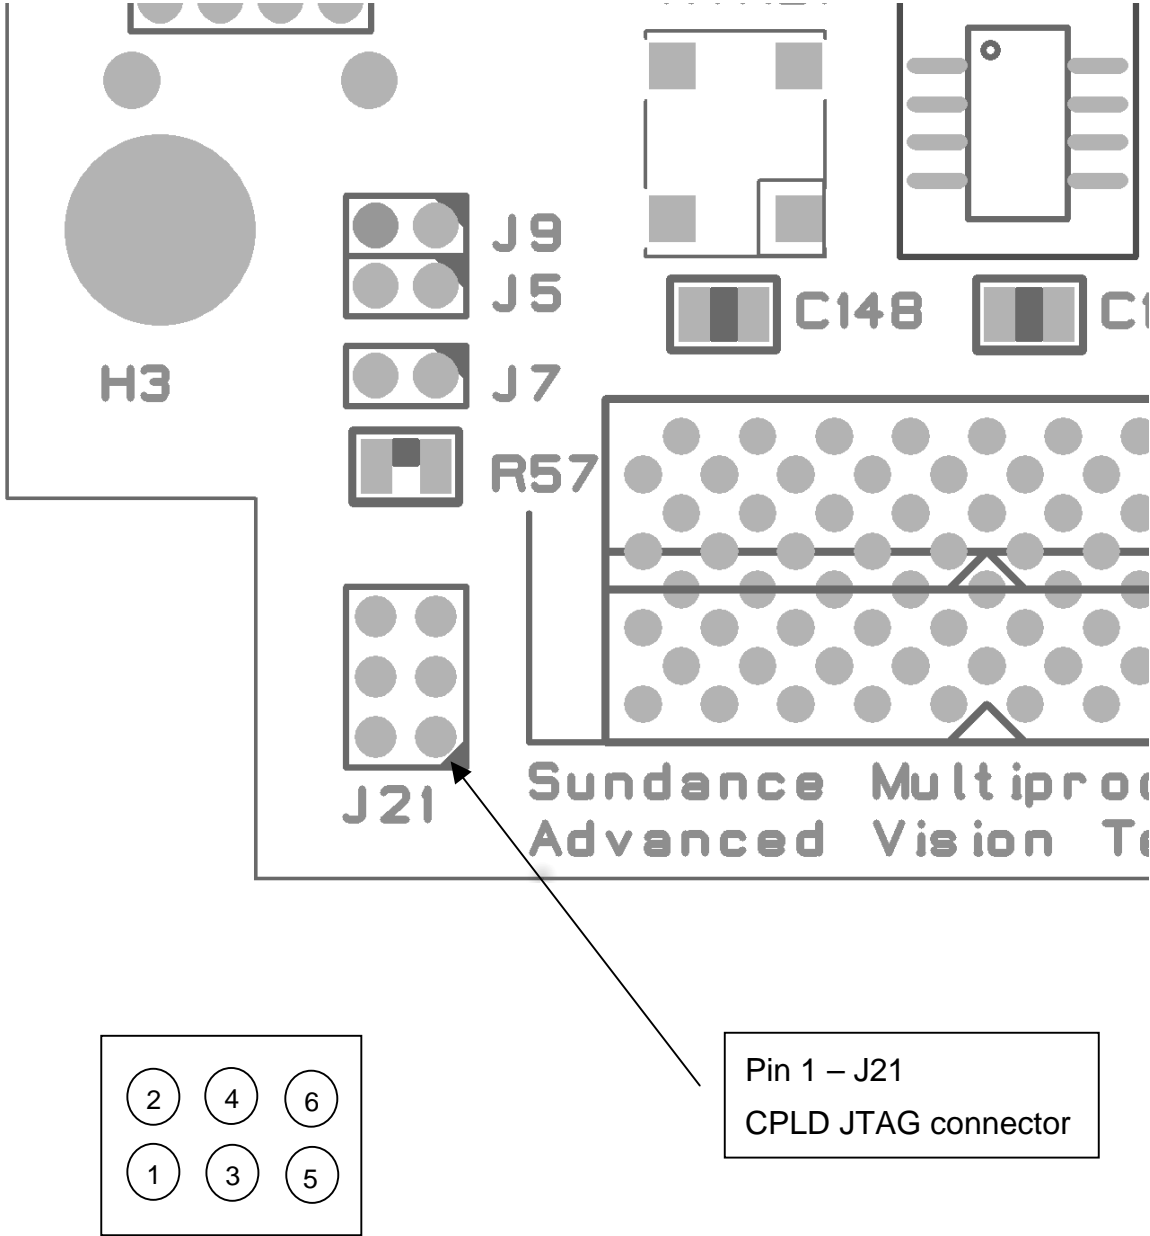 J9
J5
C148
C1
H3
J7
R57
J21
Sundance Multiproc
Advanced Vision Te
Pin 1 – J21
CPLD JTAG connector
2 4 6
1 3 5